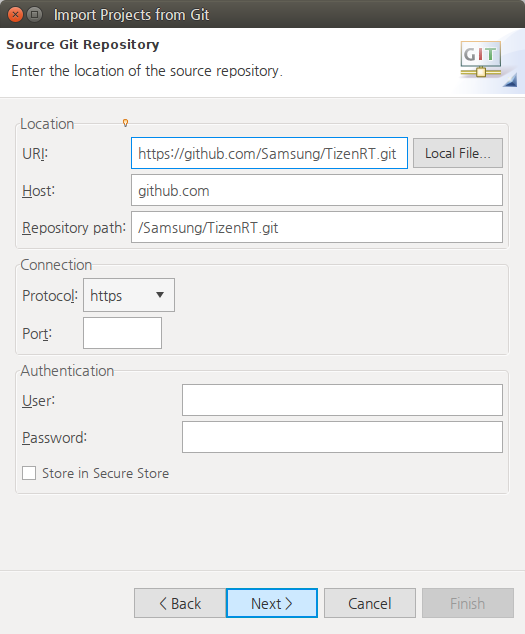 Import Projects from Git
Source Git Repository
Enter the location of the source repository.
GIT
Location
URI: https://github.com/Samsung/TizenRT.git Local File...
Host: github.com
Repository path: /Samsung/TizenRT.git
Connection
Protocol: https
Port:
Authentication
User:
Password:
Store in Secure Store
< Back Next > Cancel Finish